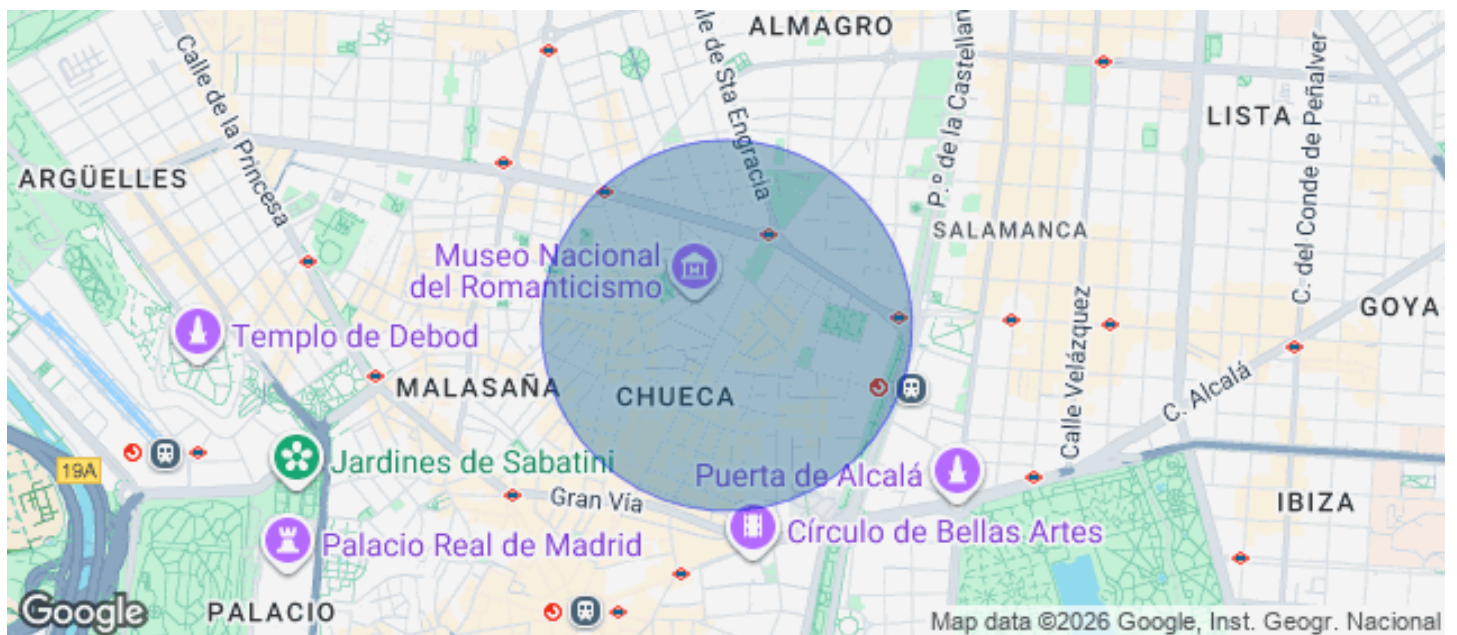 ALMAGRO
Calle de la Princesa
lle de Sta Engracia
P.º de la Castellan
LISTA
C. del Conde de Peñalver
ARGÜELLES
SALAMANCA
Museo Nacional
del Romanticismo
Calle Velázquez
GOYA
Templo de Debod
MALASAÑA
CHUECA
C. Alcalá
19A
Jardines de Sabatini
Puerta de Alcalá
Gran Vía
IBIZA
Palacio Real de Madrid
Círculo de Bellas Artes
Google
PALACIO
Map data ©2026 Google, Inst. Geogr. Nacional